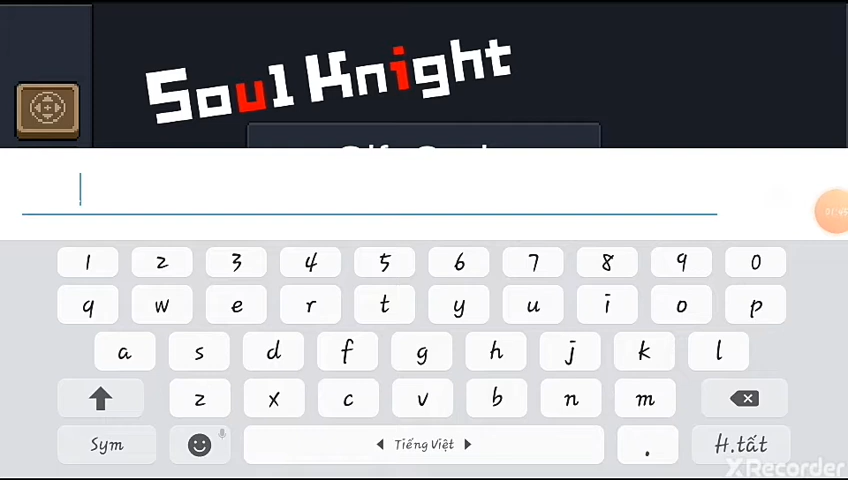 Soul Knight
1 2 3 4 5 6 7 8 9 0
q w e r t y u i o p
a s d f g h j k l
z x c v b n m
Sym Tiếng Việt . H.tất
XRecorder